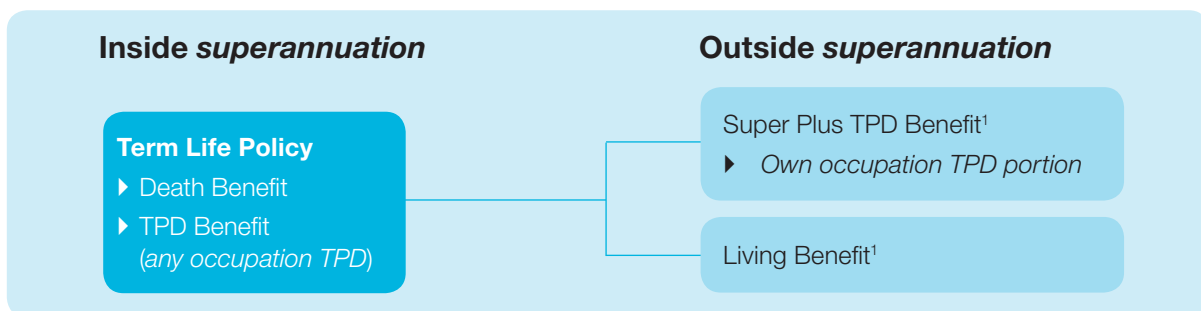 Inside superannuation
Term Life Policy
Death Benefit
TPD Benefit
(any occupation TPD)
Outside superannuation
Super Plus TPD Benefit¹
Own occupation TPD portion
Living Benefit¹